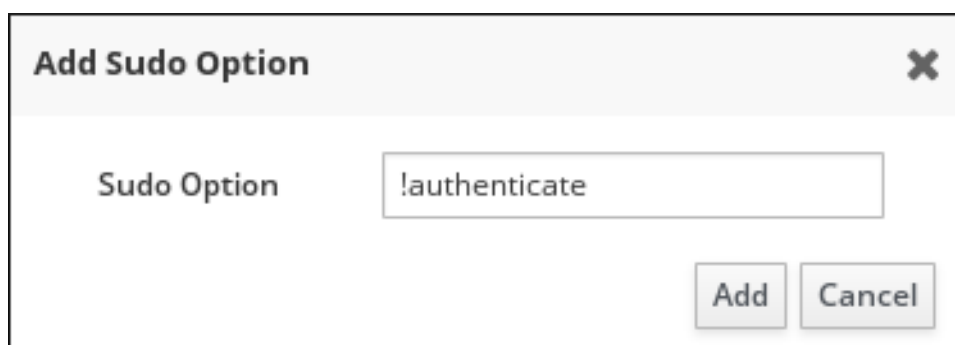 Add Sudo Option
Sudo Option
!authenticate
Add
Cancel